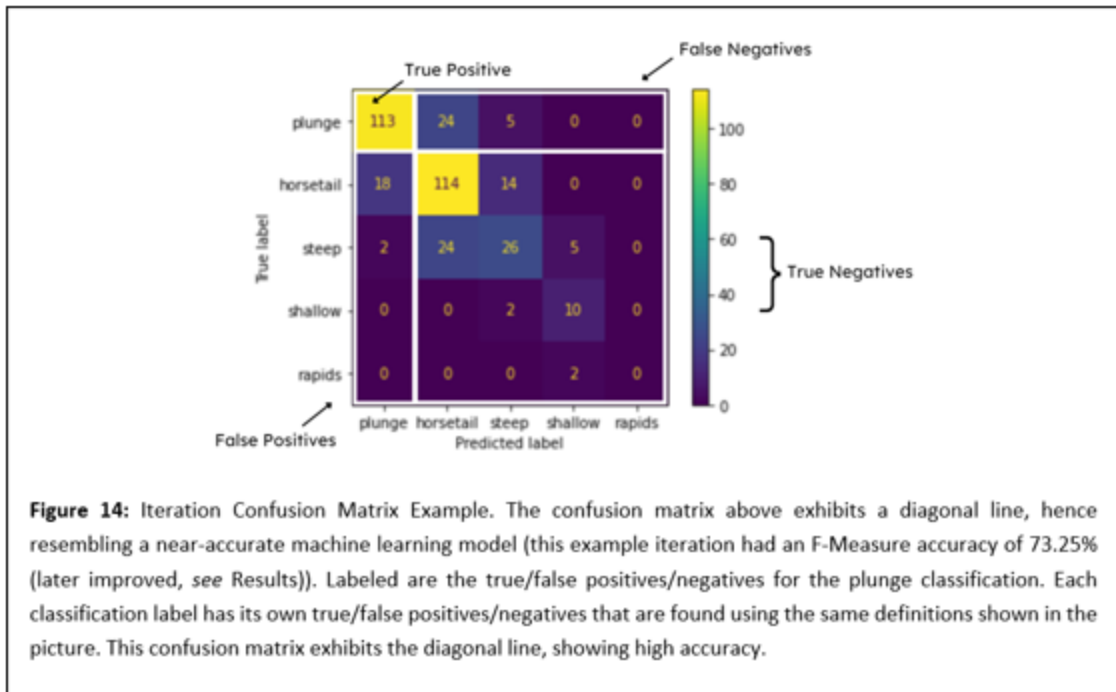 False Negatives
True Positive
plunge 113 24 5 0 0
100
horsetail 18 114 14 0 0
80
True label
steep 2 24 26 5 0
60
True Negatives
40
shallow 0 0 2 10 0
20
rapids 0 0 0 2 0
0
plunge horsetail steep shallow rapids
False Positives
Predicted label
Figure 14: Iteration Confusion Matrix Example. The confusion matrix above exhibits a diagonal line, hence
resembling a near-accurate machine learning model (this example iteration had an F-Measure accuracy of 73.25%
(later improved, see Results)). Labeled are the true/false positives/negatives for the plunge classification. Each
classification label has its own true/false positives/negatives that are found using the same definitions shown in the
picture. This confusion matrix exhibits the diagonal line, showing high accuracy.